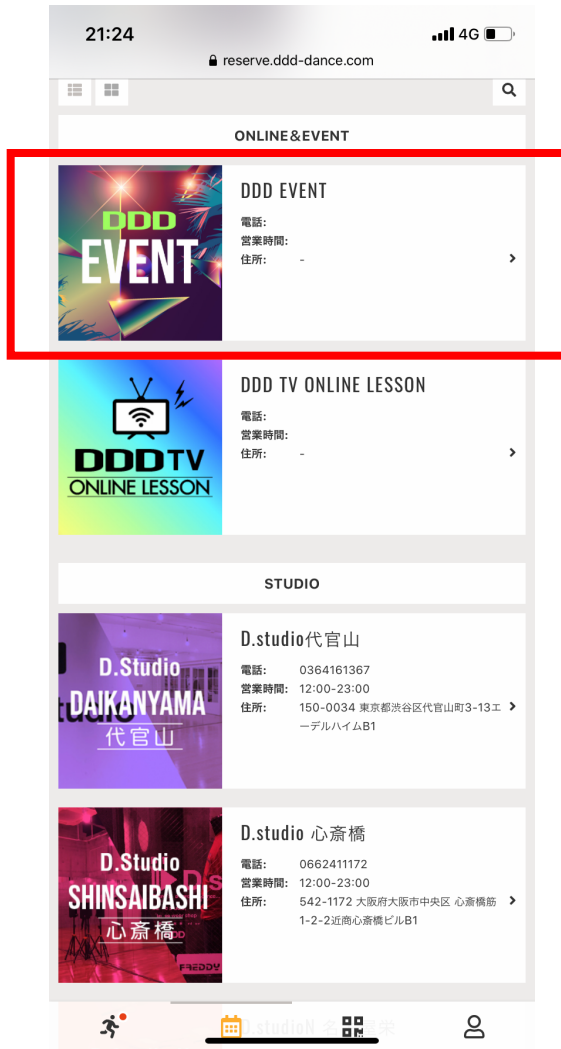 21:24
4G
reserve.ddd-dance.com
ONLINE&EVENT
DDD
EVENT
DDD EVENT
電話:
営業時間:
住所: -
DDDTV
ONLINE LESSON
DDD TV ONLINE LESSON
電話:
営業時間:
住所: -
STUDIO
D.Studio
DAIKANYAMA
代官山
D.studio代官山
電話: 0364161367
営業時間: 12:00-23:00
住所: 150-0034 東京都渋谷区代官山町3-13エ
ーデルハイムB1
D.Studio
SHINSAIBASHI
心斎橋
FREDDY
D.studio 心斎橋
電話: 0662411172
営業時間: 12:00-23:00
住所: 542-1172 大阪府大阪市中央区 心斎橋筋
1-2-2近商心斎橋ビルB1
D.studioN 名古屋栄